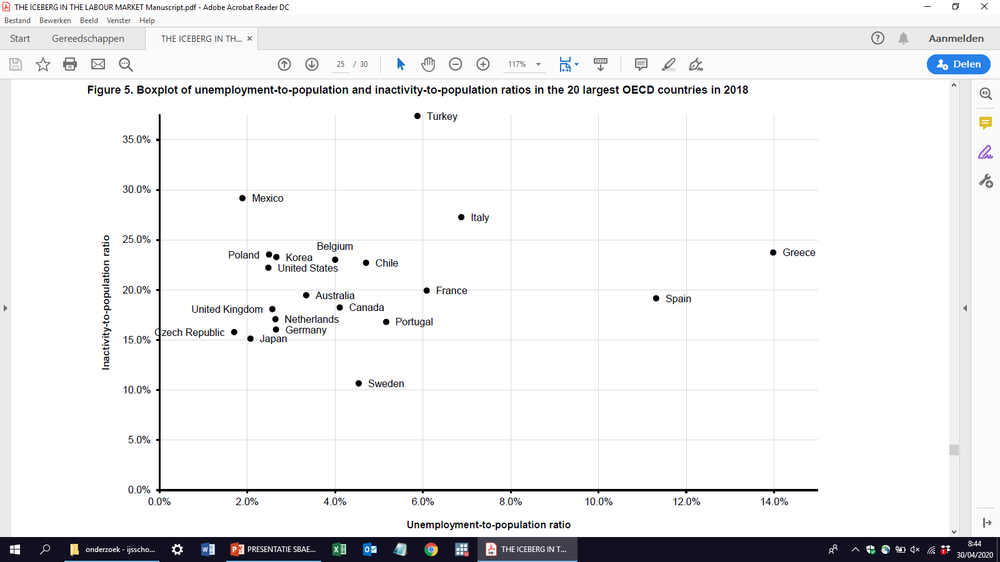 THE ICEBERG IN THE LABOUR MARKET Manuscript.pdf - Adobe Acrobat Reader DC
Bestand Bewerken Beeld Venster Help
Start Gereedschappen THE ICEBERG IN TH... × Aanmelden
25 / 30 117% Delen
Figure 5. Boxplot of unemployment-to-population and inactivity-to-population ratios in the 20 largest OECD countries in 2018
Turkey
35.0%
30.0%
Mexico
Italy
25.0%
Belgium
Poland
Korea
Greece
Chile
United States
20.0%
France
Australia
Spain
Canada
United Kingdom
Netherlands
Portugal
Germany
Czech Republic
15.0%
Japan
Sweden
10.0%
5.0%
0.0%
Inactivity-to-population ratio
0.0% 2.0% 4.0% 6.0% 8.0% 10.0% 12.0% 14.0%
Unemployment-to-population ratio
onderzoek - ijsscho... PRESENTATIE SBAE... THE ICEBERG IN T...
8:44
30/04/2020